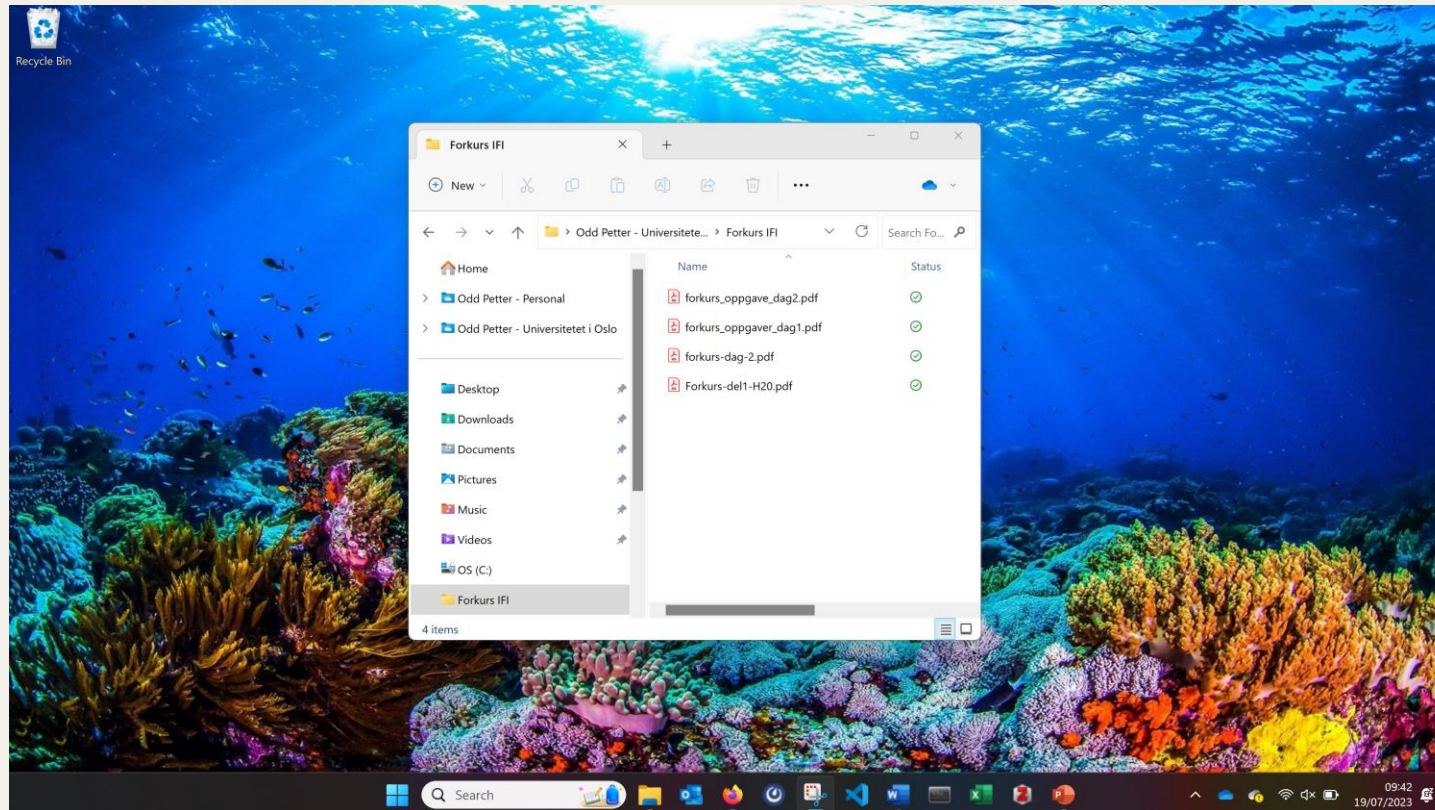 Recycle Bin
Forkurs IFI
New
Odd Petter - Universitete... > Forkurs IFI
Search Fo...
Home
Odd Petter - Personal
Odd Petter - Universitetet i Oslo
Desktop
Downloads
Documents
Pictures
Music
Videos
OS (C:)
Forkurs IFI
Name Status
forkurs_oppgave_dag2.pdf
forkurs_oppgaver_dag1.pdf
forkurs-dag-2.pdf
Forkurs-del1-H20.pdf
4 items
Search
09:42
19/07/2023